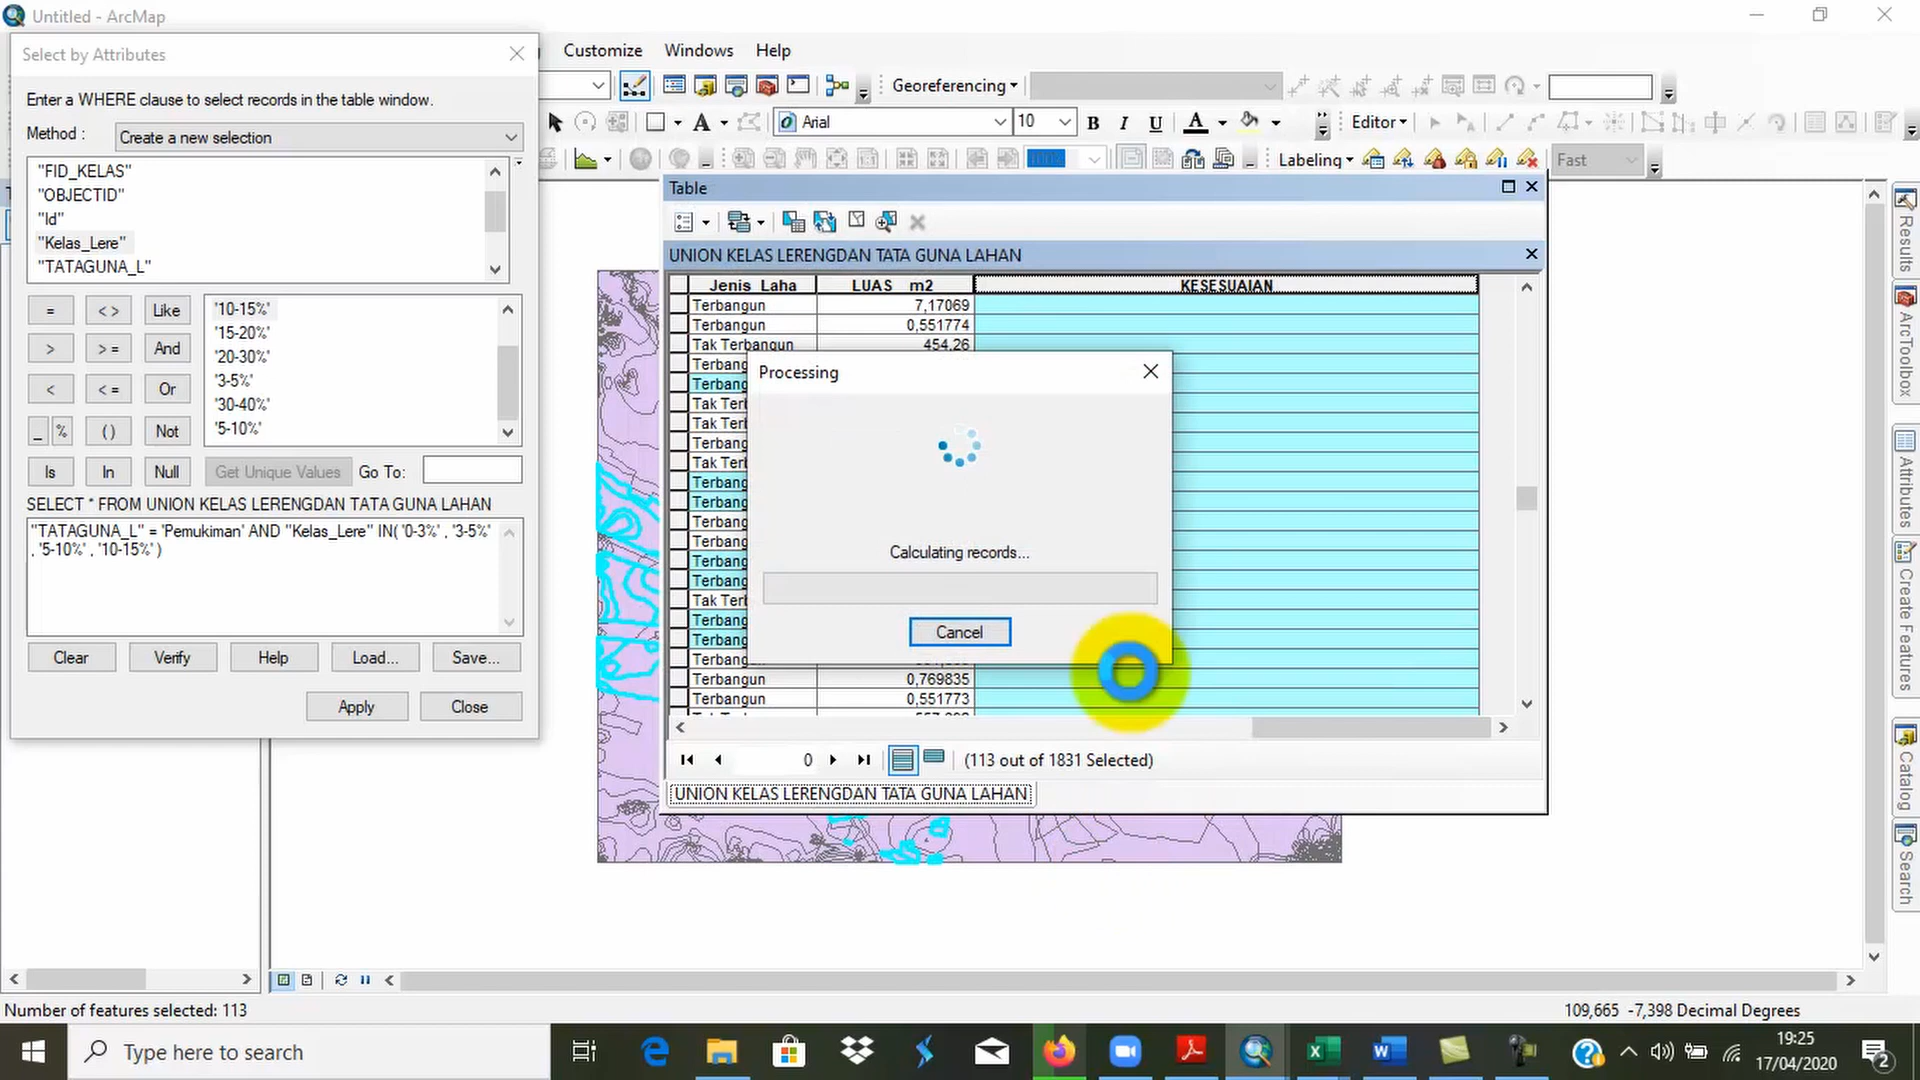 Untitled - ArcMap
Select by Attributes
Customize Windows Help
Enter a WHERE clause to select records in the table window.
Method : Create a new selection
Georeferencing
Arial 10 B I U A Editor
Labeling Fast
"FID_KELAS"
"OBJECTID"
"Id"
"Kelas_Lere"
"TATAGUNA_L"
= < > Like
> > = And
< < = Or
_ % ( ) Not
Is In Null
'10-15%'
'15-20%'
'20-30%'
'3-5%'
'30-40%'
'5-10%'
Get Unique Values Go To:
SELECT * FROM UNION KELAS LERENGDAN TATA GUNA LAHAN
"TATAGUNA_L" = 'Pemukiman' AND "Kelas_Lere" IN( '0-3%' , '3-5%'
, '5-10%' , '10-15%' )
Clear Verify Help Load... Save...
Apply Close
Table
UNION KELAS LERENGDAN TATA GUNA LAHAN
Jenis_Laha LUAS__m2 KESESUAIAN
Terbangun 7,17069
Terbangun 0,551774
Tak Terbangun 454,26
Processing
Calculating records...
Cancel
Terbangun 0,769835
Terbangun 0,551773
0 (113 out of 1831 Selected)
UNION KELAS LERENGDAN TATA GUNA LAHAN
Results
ArcToolbox
Attributes
Create Features
Catalog
Search
Number of features selected: 113
109,665 -7,398 Decimal Degrees
Type here to search
19:25
17/04/2020
2